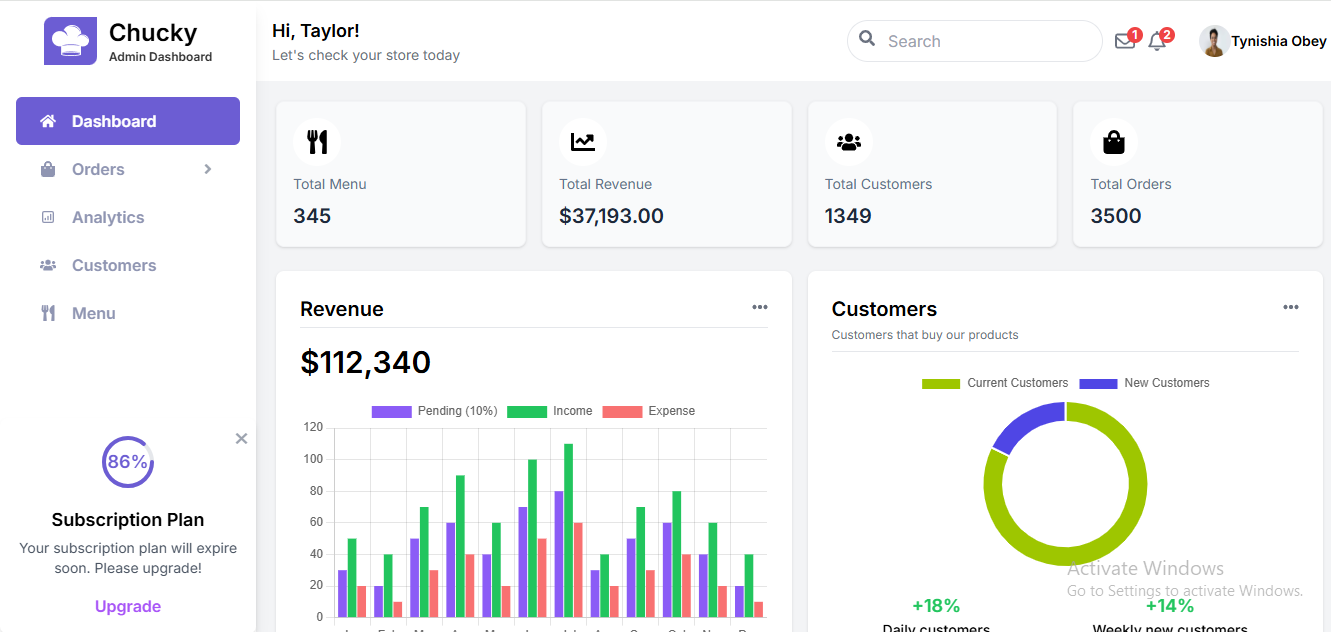 Chucky
Admin Dashboard
Hi, Taylor!
Let's check your store today
Search
1
2
Tynishia Obey
Dashboard
Orders
Analytics
Customers
Menu
86%
Subscription Plan
Your subscription plan will expire
soon. Please upgrade!
Upgrade
Total Menu
345
Total Revenue
$37,193.00
Total Customers
1349
Total Orders
3500
Revenue
$112,340
Pending (10%) Income Expense
120
100
80
60
40
20
0
Customers
Customers that buy our products
Current Customers New Customers
Activate Windows
Go to Settings to activate Windows.
+18%
Daily customers
+14%
Weekly new customers